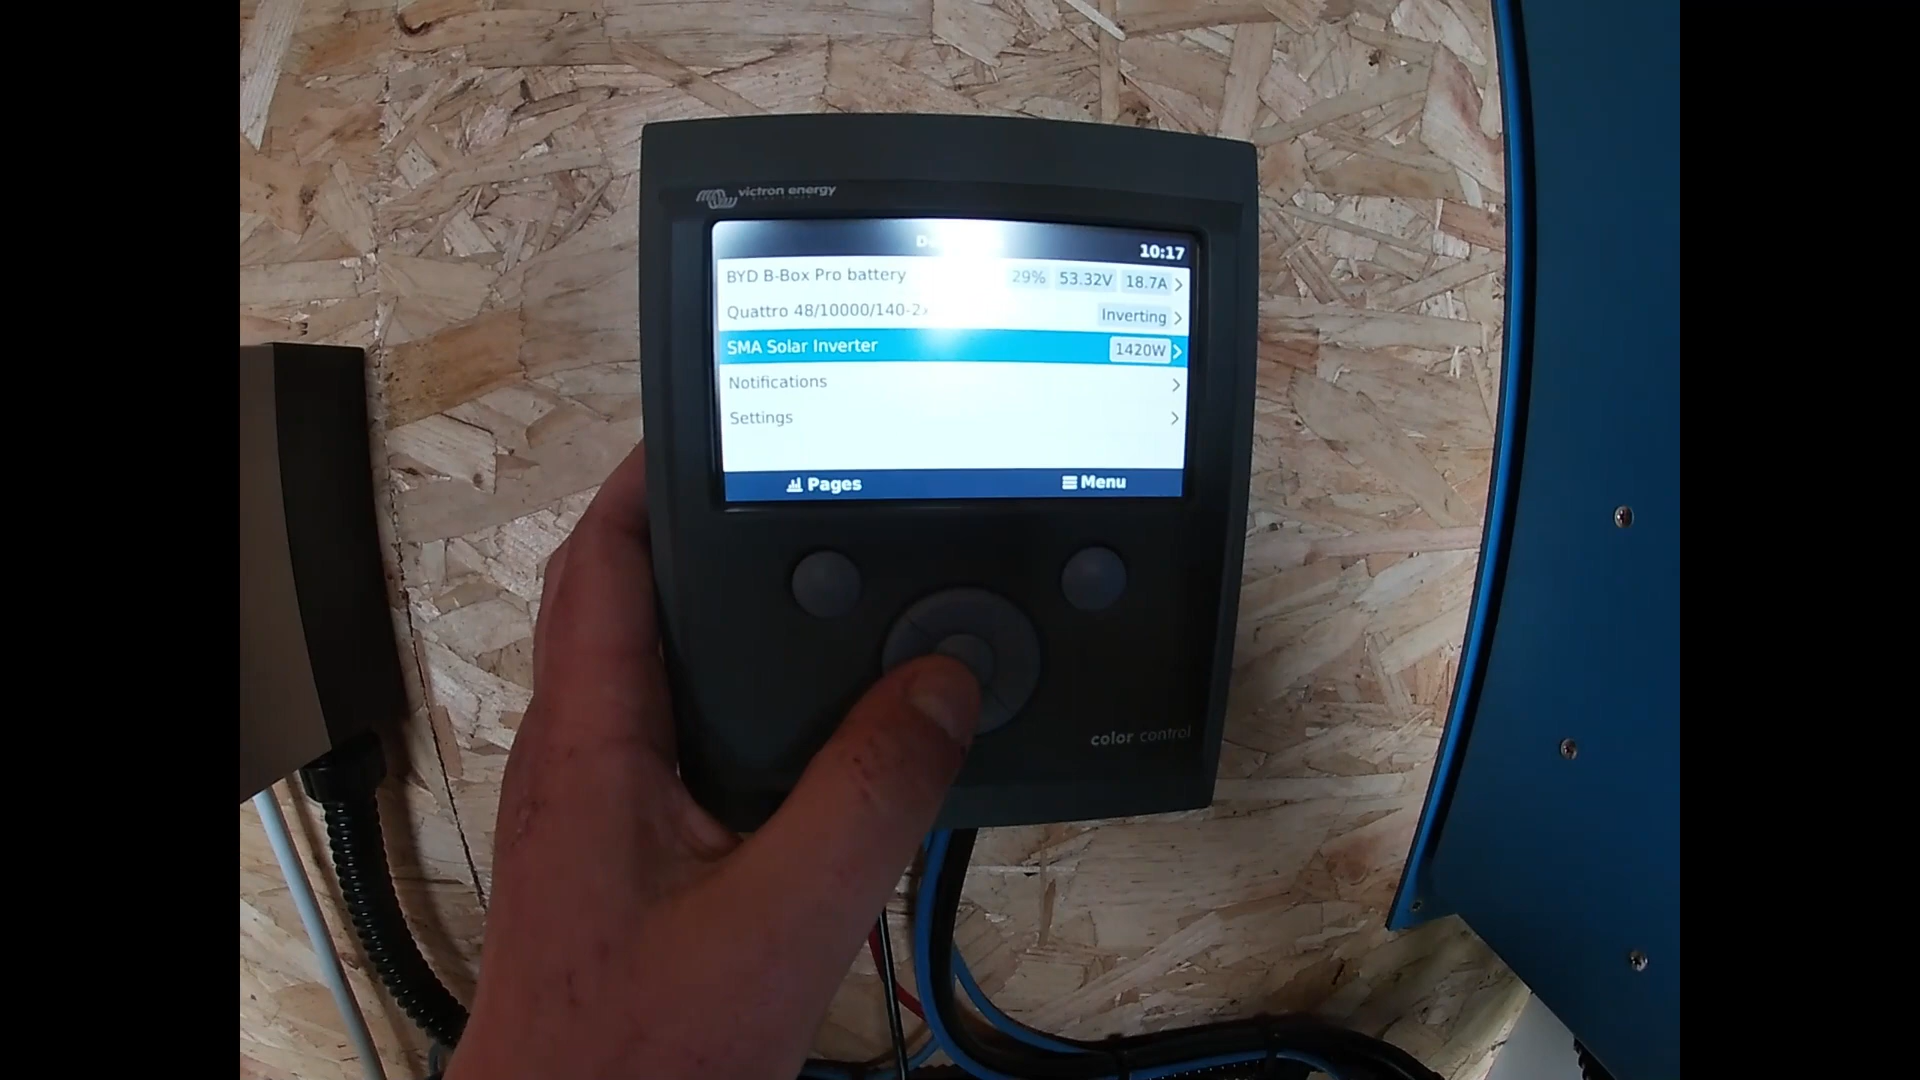 victron energy
10:17
BYD B-Box Pro battery 29% 53.32V 18.7A
Quattro 48/10000/140-2x Inverting
SMA Solar Inverter 1420W
Notifications
Settings
Pages Menu
color control